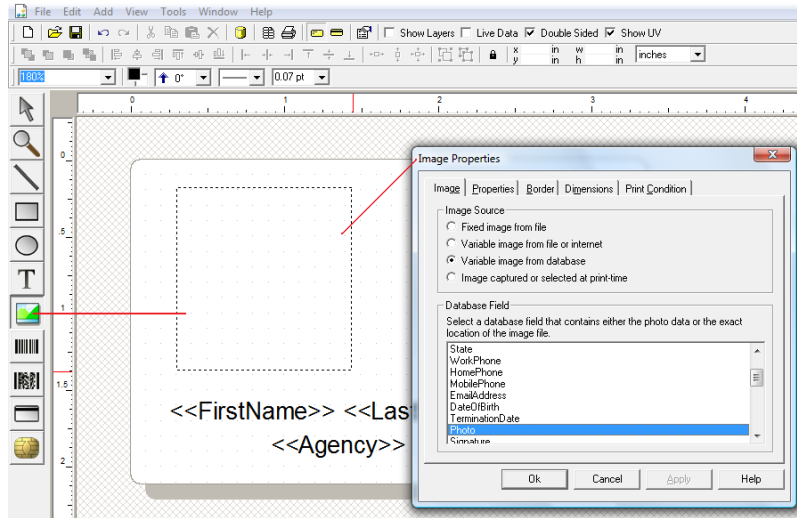 File Edit Add View Tools Window Help
Show Layers Live Data Double Sided Show UV
x in w in
y in h in inches
180% 0° 0.07 pt
0 1 2 3 4
0
.5
1
1.5
2
T
<<FirstName>> <<Las
<<Agency>>
Image Properties
Image Properties Border Dimensions Print Condition
Image Source
Fixed image from file
Variable image from file or internet
Variable image from database
Image captured or selected at print-time
Database Field
Select a database field that contains either the photo data or the exact
location of the image file.
State
WorkPhone
HomePhone
MobilePhone
EmailAddress
DateOfBirth
TerminationDate
Photo
Signature
Ok Cancel Apply Help